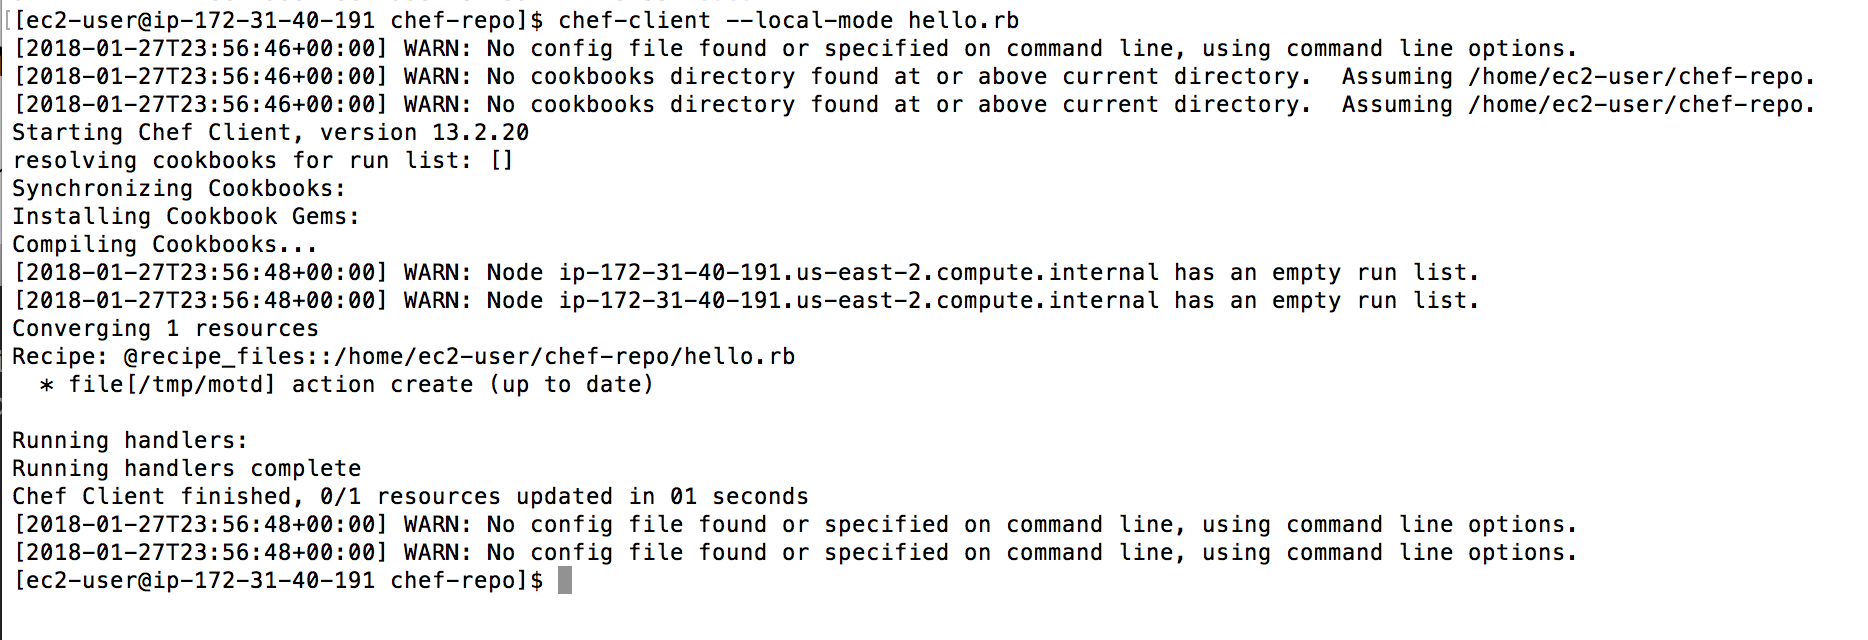 [[ec2-user@ip-172-31-40-191 chef-repo]$ chef-client --local-mode hello.rb
[2018-01-27T23:56:46+00:00] WARN: No config file found or specified on command line, using command line options.
[2018-01-27T23:56:46+00:00] WARN: No cookbooks directory found at or above current directory.  Assuming /home/ec2-user/chef-repo.
[2018-01-27T23:56:46+00:00] WARN: No cookbooks directory found at or above current directory.  Assuming /home/ec2-user/chef-repo.
Starting Chef Client, version 13.2.20
resolving cookbooks for run list: []
Synchronizing Cookbooks:
Installing Cookbook Gems:
Compiling Cookbooks...
[2018-01-27T23:56:48+00:00] WARN: Node ip-172-31-40-191.us-east-2.compute.internal has an empty run list.
[2018-01-27T23:56:48+00:00] WARN: Node ip-172-31-40-191.us-east-2.compute.internal has an empty run list.
Converging 1 resources
Recipe: @recipe_files::/home/ec2-user/chef-repo/hello.rb
  * file[/tmp/motd] action create (up to date)

Running handlers:
Running handlers complete
Chef Client finished, 0/1 resources updated in 01 seconds
[2018-01-27T23:56:48+00:00] WARN: No config file found or specified on command line, using command line options.
[2018-01-27T23:56:48+00:00] WARN: No config file found or specified on command line, using command line options.
[ec2-user@ip-172-31-40-191 chef-repo]$